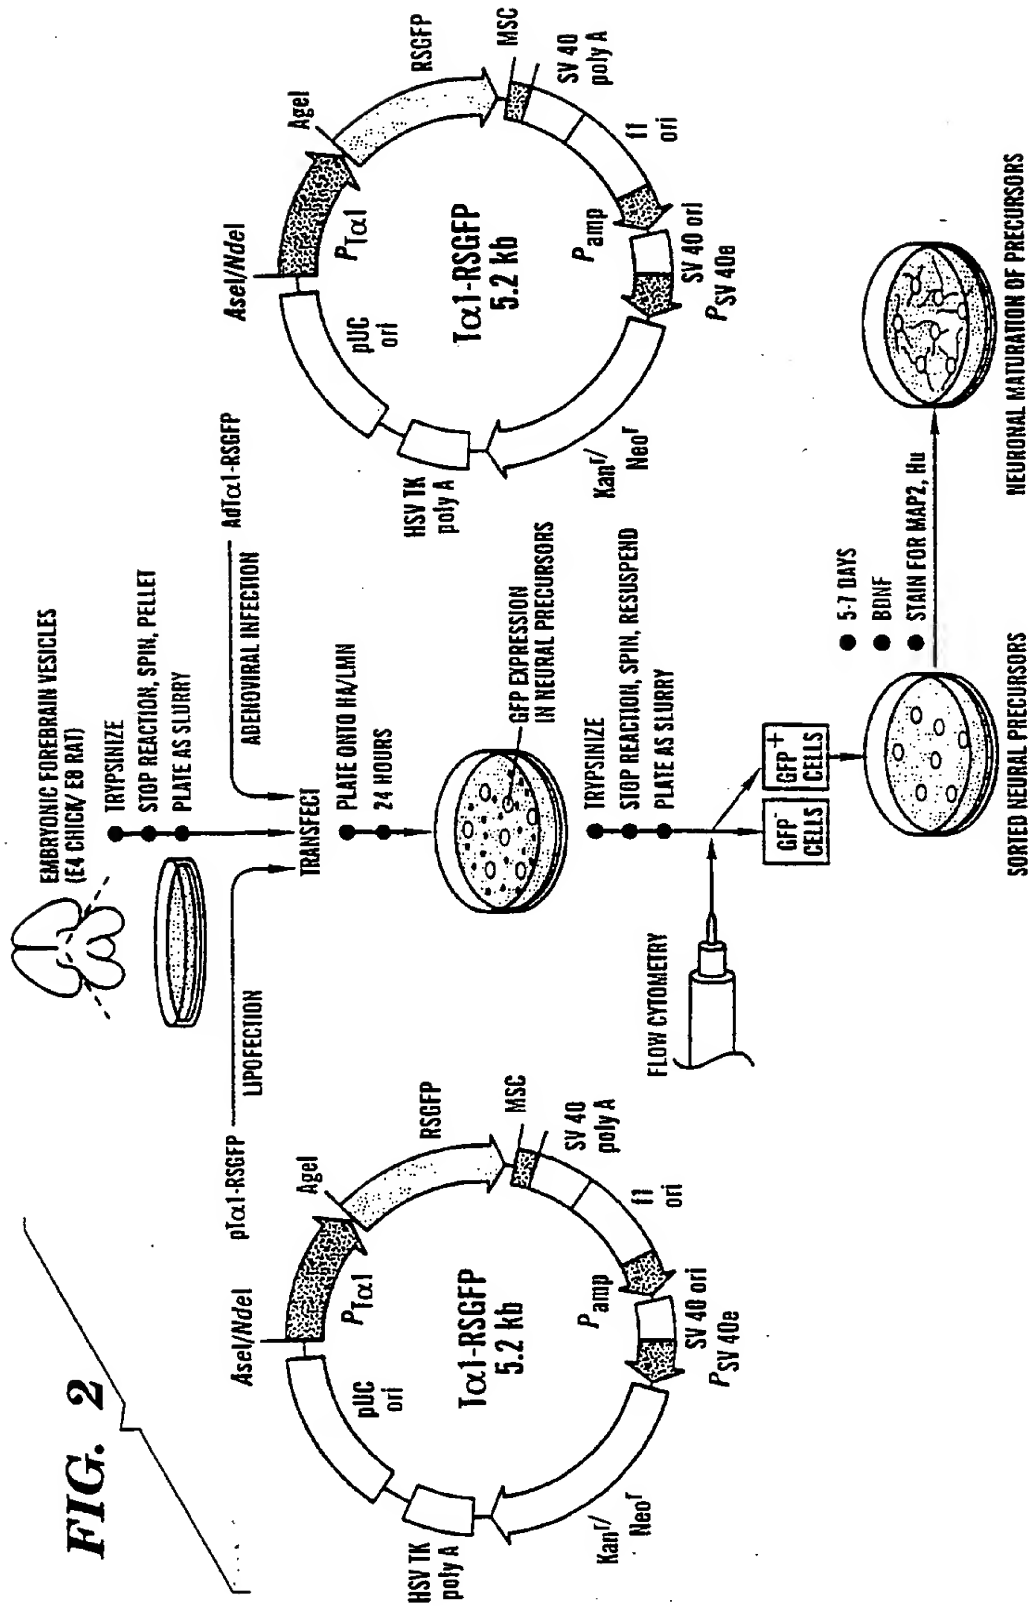 FIG. 2
pTα1-RSGFP
LIPOFECTION
EMBRYONIC FOREBRAIN VESICLES
(E4 CHICK/ E8 RAT)
TRYPSINIZE
STOP REACTION, SPIN, PELLET
PLATE AS SLURRY
AdTα1-RSGFP
ADENOVIRAL INFECTION
TRANSFECT
PLATE ONTO HA/LMN
24 HOURS
GFP EXPRESSION
IN NEURAL PRECURSORS
TRYPSINIZE
STOP REACTION, SPIN, RESUSPEND
PLATE AS SLURRY
FLOW CYTOMETRY
GFP-
CELLS
GFP+
CELLS
SORTED NEURAL PRECURSORS
5-7 DAYS
BDNF
STAIN FOR MAP2, Hu
NEURONAL MATURATION OF PRECURSORS
AseI/NdeI
PTα1
AgeI
RSGFP
MSC
SV 40
poly A
f1
ori
Pamp
SV 40 ori
PSV 40e
Kanr/
Neor
HSV TK
poly A
pUC
ori
Tα1-RSGFP
5.2 kb
AseI/NdeI
PTα1
AgeI
RSGFP
MSC
SV 40
poly A
f1
ori
Pamp
SV 40 ori
PSV 40e
Kanr/
Neor
HSV TK
poly A
pUC
ori
Tα1-RSGFP
5.2 kb